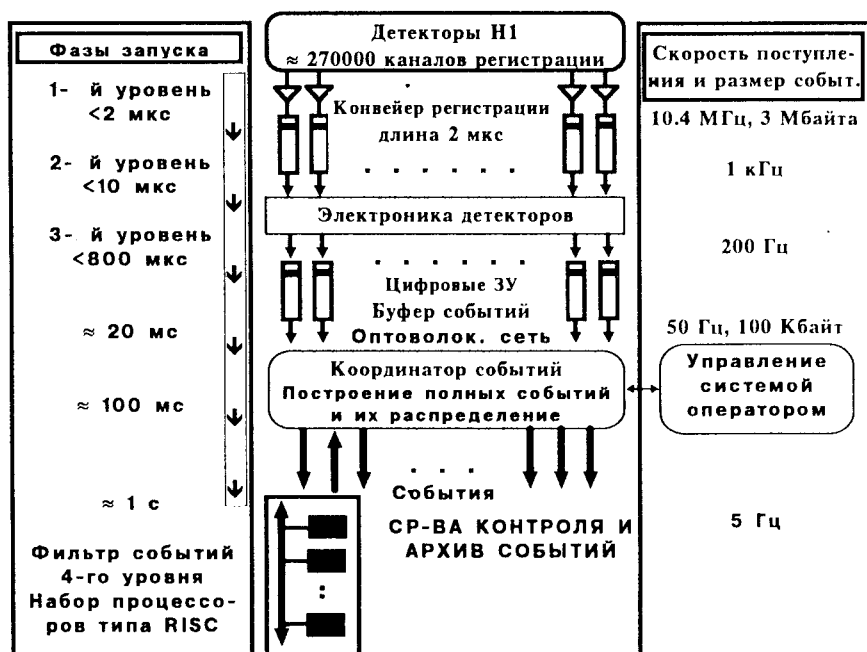 Фазы запуска
1- й уровень
<2 мкс
2- й уровень
<10 мкс
3- й уровень
<800 мкс
≈ 20 мс
≈ 100 мс
≈ 1 с
Фильтр событий
4-го уровня
Набор процессо-
ров типа RISC
Детекторы H1
≈ 270000 каналов регистрации
Конвейер регистрации
длина 2 мкс
. . . . . .
Электроника детекторов
. . . . . .
Цифровые ЗУ
Буфер событий
Оптоволок. сеть
Координатор событий
Построение полных событий
и их распределение
. . .
События
СР-ВА КОНТРОЛЯ И
АРХИВ СОБЫТИЙ
:
Скорость поступле-
ния и размер событ.
10.4 МГц, 3 Мбайта
1 кГц
200 Гц
50 Гц, 100 Кбайт
Управление
системой
оператором
5 Гц